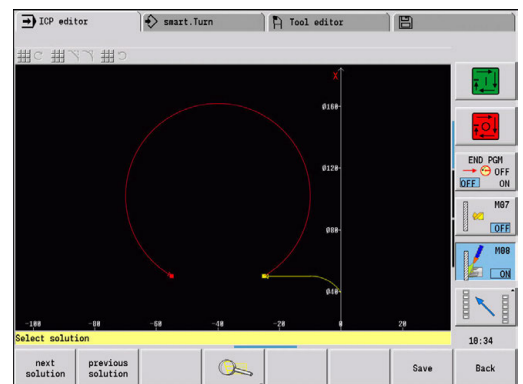 ICP editor
smart.Turn
Tool editor
X
Ø160
Ø120
Ø80
Ø40
-100
-80
-60
-40
-20
0
20
Select solution
next solution
previous solution
Save
Back
END PGM
OFF
OFF ON
M07
OFF
M08
ON
10:34